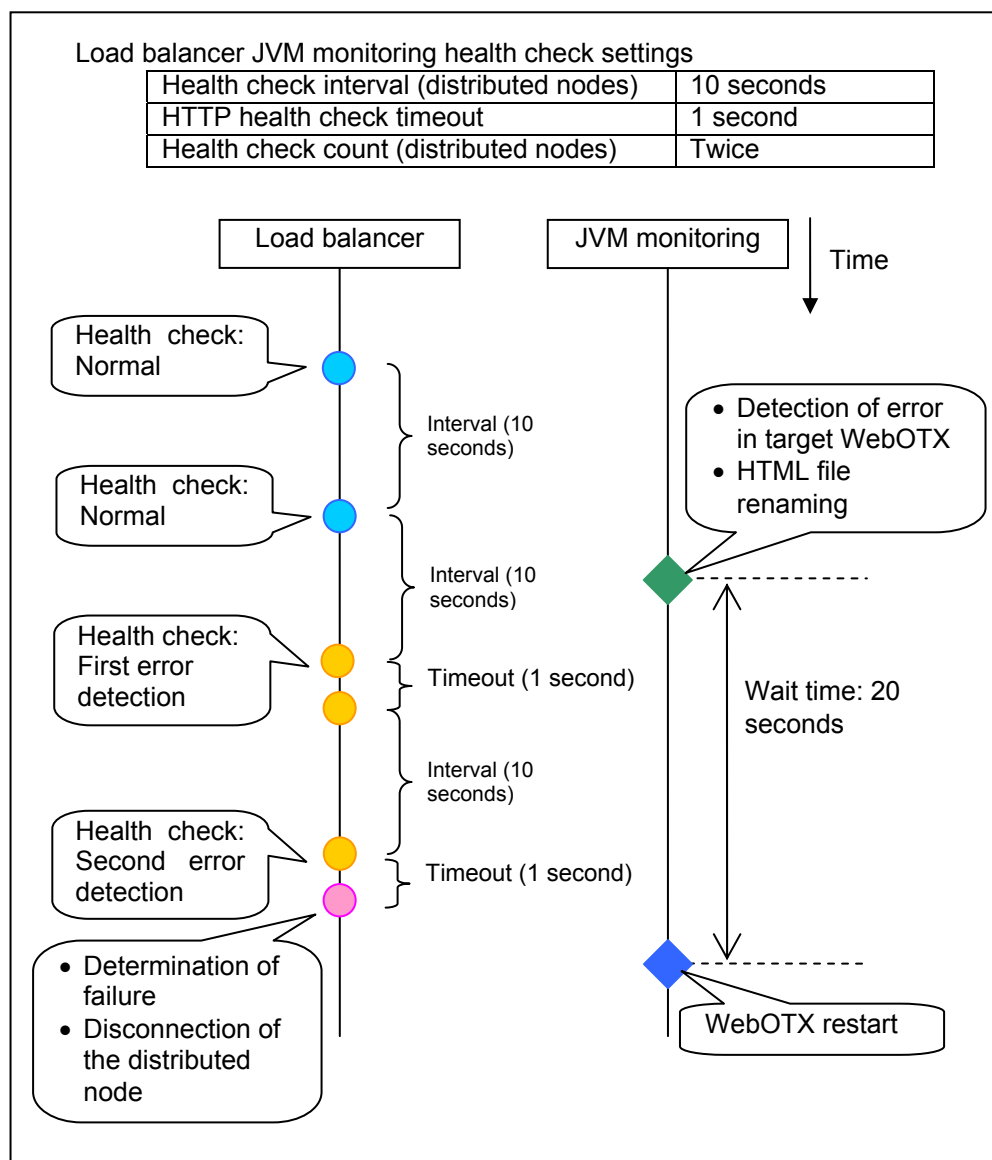 Load balancer JVM monitoring health check settings
Health check interval (distributed nodes) 10 seconds
HTTP health check timeout 1 second
Health check count (distributed nodes) Twice
Load balancer
JVM monitoring
Time
Health check:
Normal
Interval (10
seconds)
• Detection of error
in target WebOTX
• HTML file
renaming
Health check:
Normal
Interval (10
seconds)
Health check:
First error
detection
Timeout (1 second)
Wait time: 20
seconds
Interval (10
seconds)
Health check:
Second error
detection
Timeout (1 second)
• Determination of
failure
• Disconnection of
the distributed
node
WebOTX restart